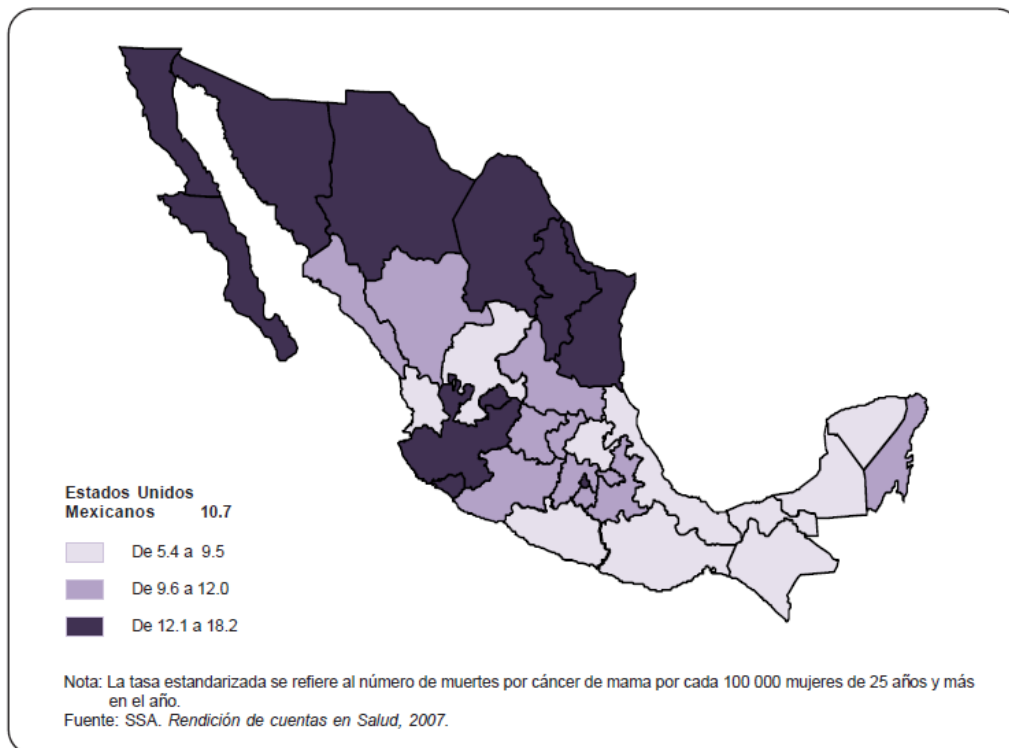 Estados Unidos
Mexicanos 10.7
De 5.4 a 9.5
De 9.6 a 12.0
De 12.1 a 18.2
Nota: La tasa estandarizada se refiere al número de muertes por cáncer de mama por cada 100 000 mujeres de 25 años y más
en el año.
Fuente: SSA. Rendición de cuentas en Salud, 2007.